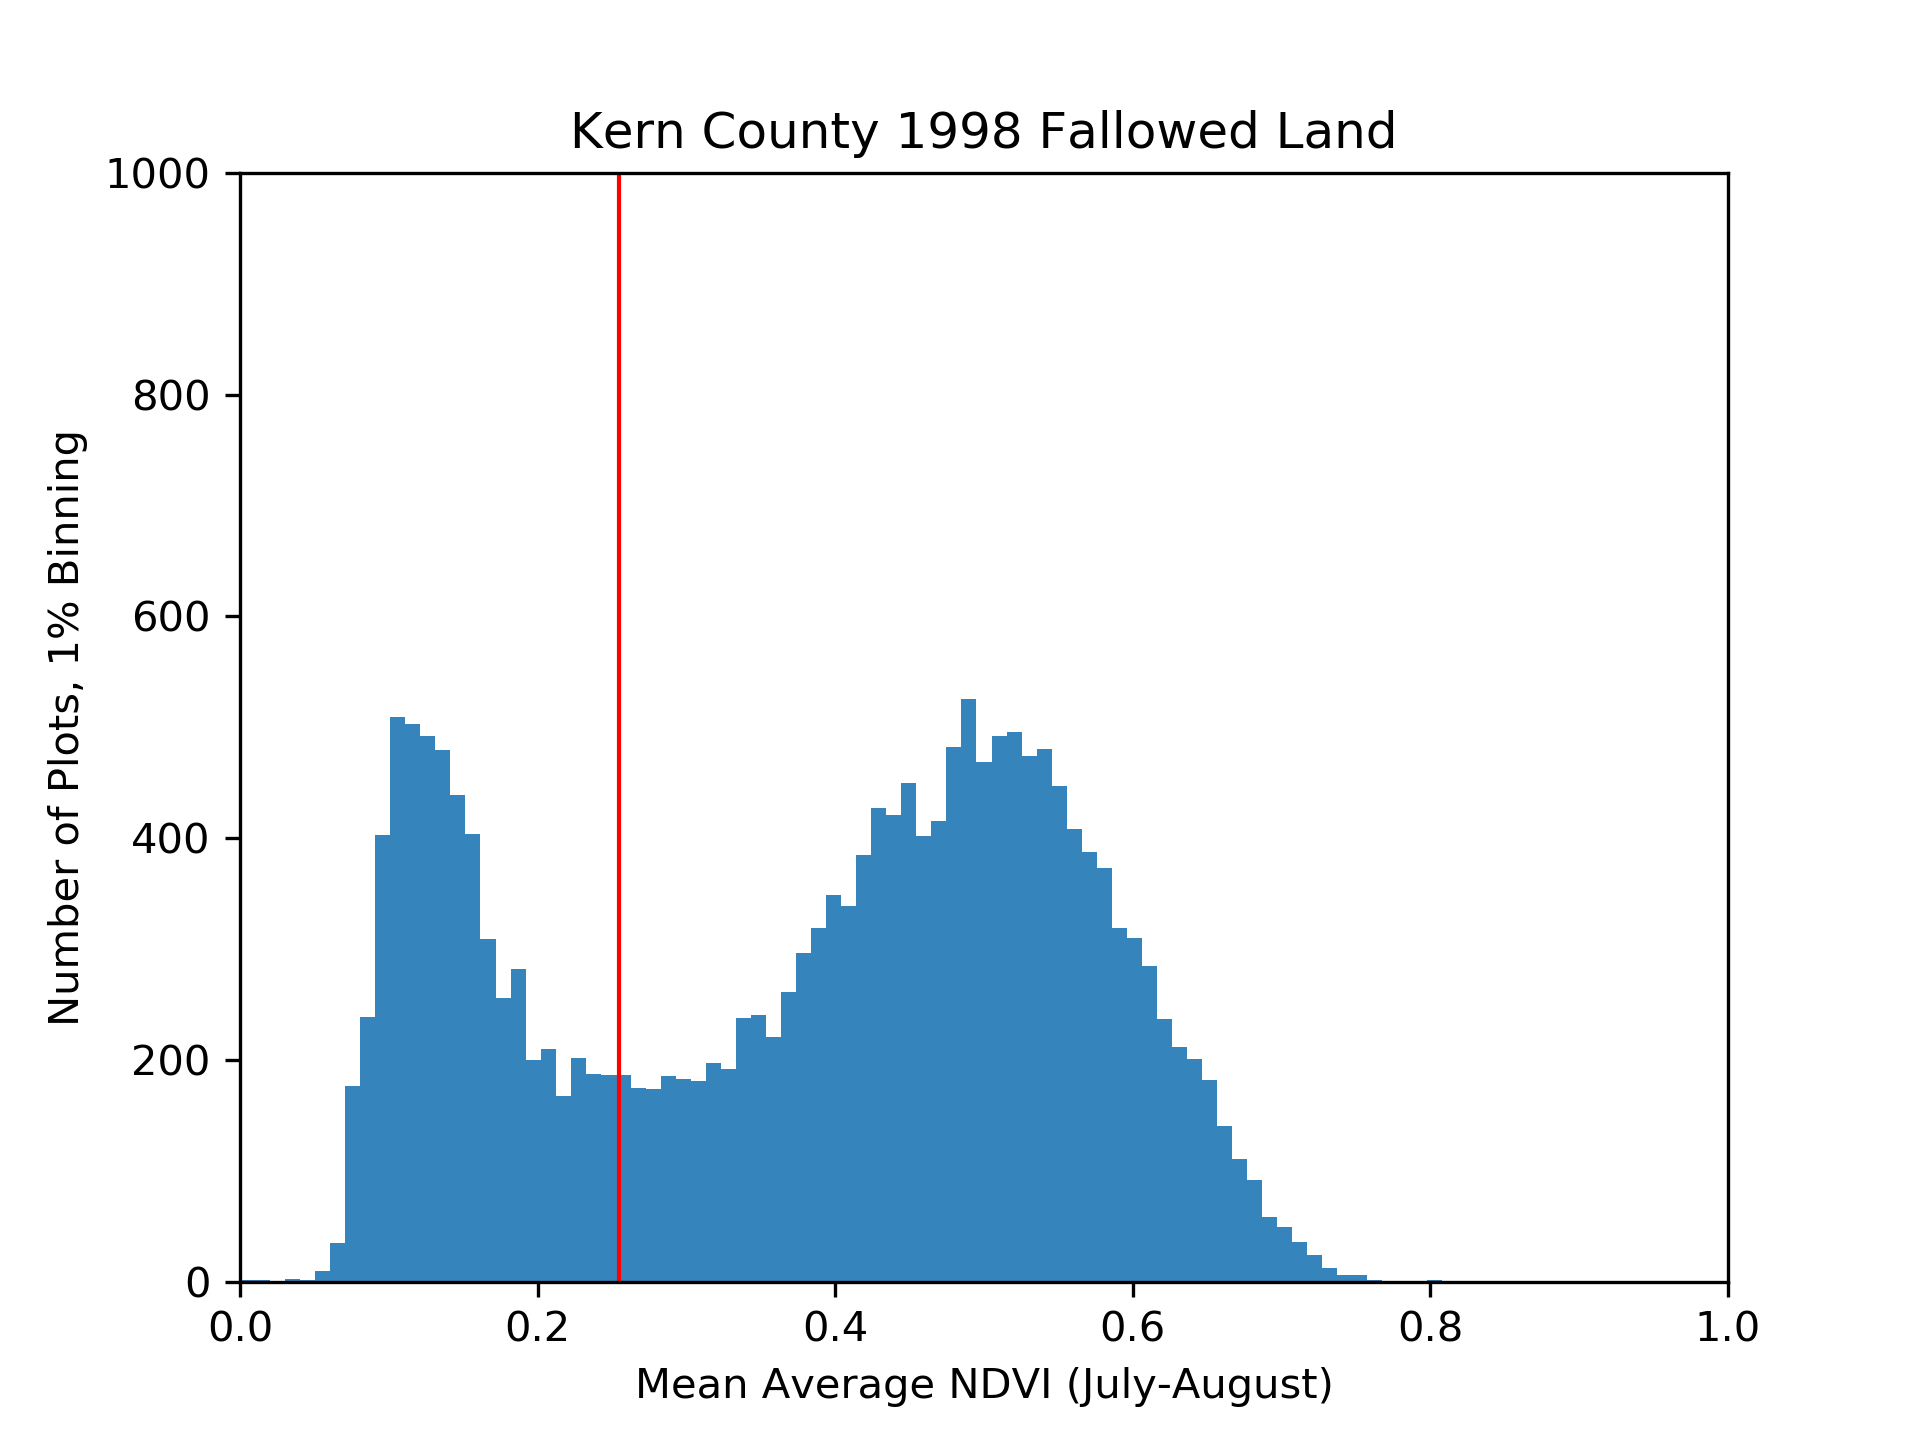 Kern County 1998 Fallowed Land
1000
800
600
400
200
0
Number of Plots, 1% Binning
0.0 0.2 0.4 0.6 0.8 1.0
Mean Average NDVI (July-August)